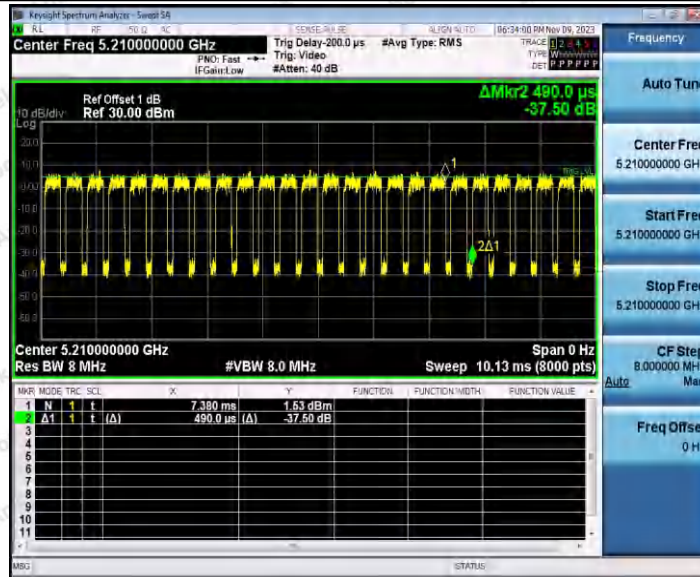 Keysight Spectrum Analyzer - Swept SA
RL RF 50 Ω AC SENSE:PULSE ALIGN AUTO 06:34:00 PM Nov 09, 2023
Center Freq 5.210000000 GHz
PNO: Fast
IFGain:Low
Trig Delay-200.0 µs
Trig: Video
#Atten: 40 dB
#Avg Type: RMS
TRACE 1 2 3 4 5 6
TYPE
DET P P P P P P
Ref Offset 1 dB
10 dB/div Ref 30.00 dBm
Log
ΔMkr2 490.0 µs
-37.50 dB
20.0
10.0
0.00
-10.0
-20.0
-30.0
-40.0
-50.0
-60.0
1
2Δ1
Center 5.210000000 GHz Span 0 Hz
Res BW 8 MHz #VBW 8.0 MHz Sweep 10.13 ms (8000 pts)
MKR MODE TRC SCL X Y FUNCTION FUNCTION WIDTH FUNCTION VALUE
1 N 1 t 7.380 ms 1.53 dBm
2 Δ1 1 t (Δ) 490.0 µs (Δ) -37.50 dB
3
4
5
6
7
8
9
10
11
MSG STATUS
Frequency
Auto Tun
Center Fre
5.210000000 GH
Start Fre
5.210000000 GH
Stop Fre
5.210000000 GH
CF Step
8.000000 MH
Auto Ma
Freq Offse
0 H